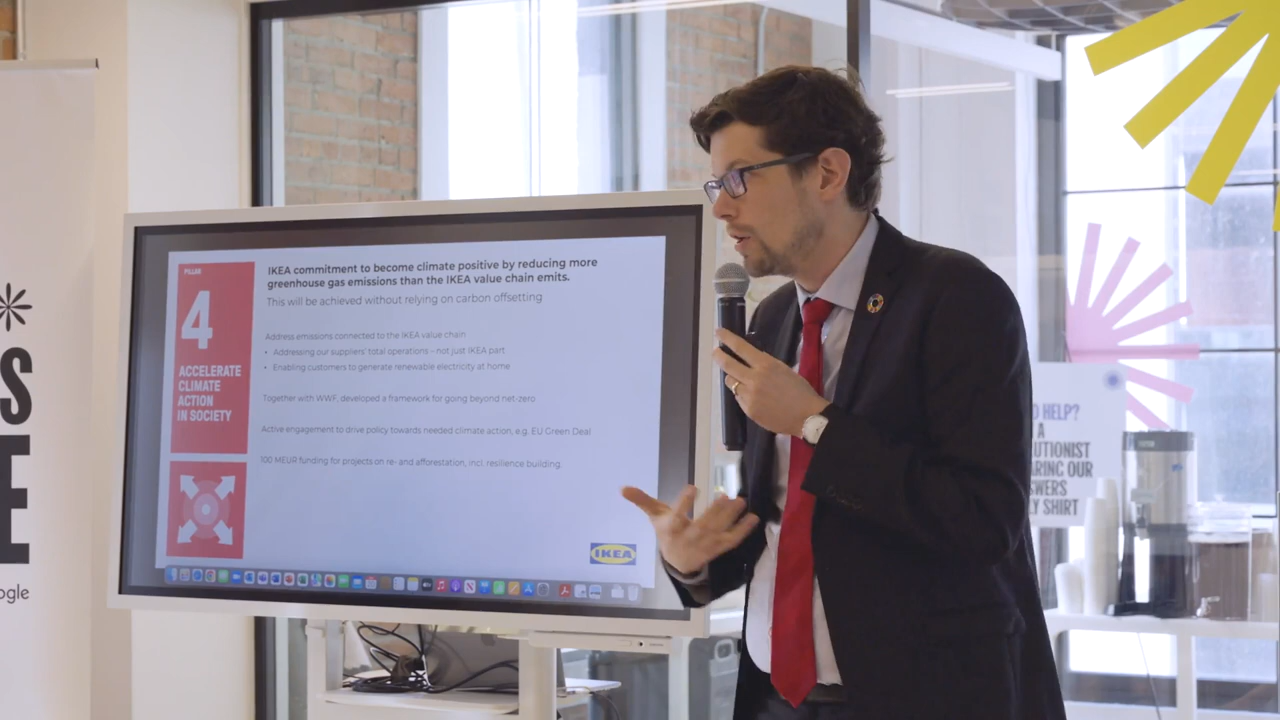 S
E
ogle
PILLAR
4
ACCELERATE
CLIMATE
ACTION
IN SOCIETY
IKEA commitment to become climate positive by reducing more
greenhouse gas emissions than the IKEA value chain emits.
This will be achieved without relying on carbon offsetting
Address emissions connected to the IKEA value chain
• Addressing our suppliers' total operations – not just IKEA part
• Enabling customers to generate renewable electricity at home
Together with WWF, developed a framework for going beyond net-zero
Active engagement to drive policy towards needed climate action, e.g. EU Green Deal
100 MEUR funding for projects on re- and afforestation, incl. resilience building.
IKEA
D HELP?
A
UTIONIST
ARING OUR
SWERS
LY SHIRT